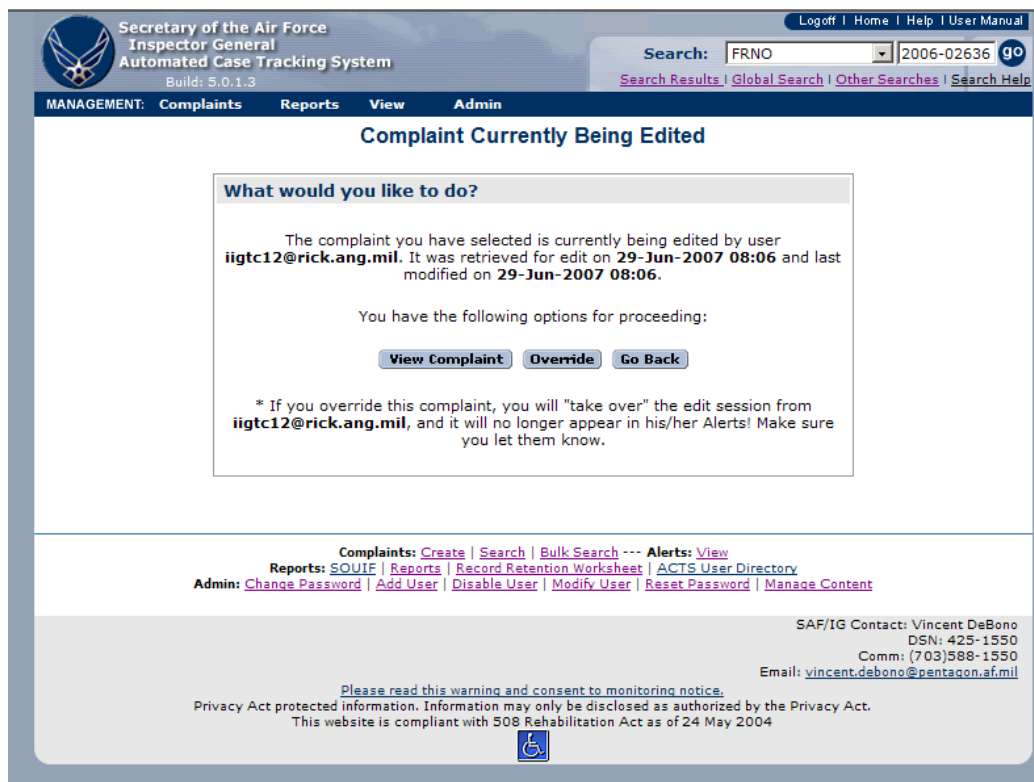 Secretary of the Air Force
Inspector General
Automated Case Tracking System
Build: 5.0.1.3
Logoff | Home | Help | User Manual
Search: FRNO 2006-02636 go
Search Results | Global Search | Other Searches | Search Help
MANAGEMENT: Complaints Reports View Admin
Complaint Currently Being Edited
What would you like to do?
The complaint you have selected is currently being edited by user
iigtc12@rick.ang.mil. It was retrieved for edit on 29-Jun-2007 08:06 and last
modified on 29-Jun-2007 08:06.
You have the following options for proceeding:
View Complaint Override Go Back
* If you override this complaint, you will "take over" the edit session from
iigtc12@rick.ang.mil, and it will no longer appear in his/her Alerts! Make sure
you let them know.
Complaints: Create | Search | Bulk Search --- Alerts: View
Reports: SOUIF | Reports | Record Retention Worksheet | ACTS User Directory
Admin: Change Password | Add User | Disable User | Modify User | Reset Password | Manage Content
SAF/IG Contact: Vincent DeBono
DSN: 425-1550
Comm: (703)588-1550
Email: vincent.debono@pentagon.af.mil
Please read this warning and consent to monitoring notice.
Privacy Act protected information. Information may only be disclosed as authorized by the Privacy Act.
This website is compliant with 508 Rehabilitation Act as of 24 May 2004